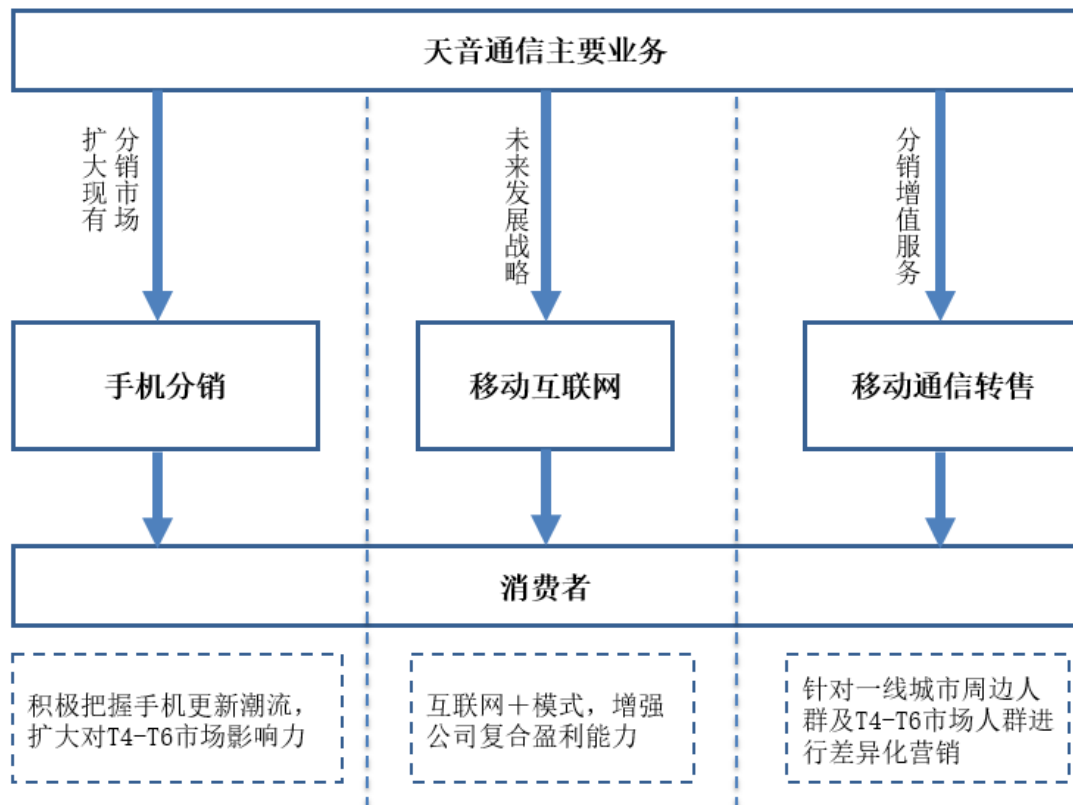 天音通信主要业务
扩大现有
分销市场
未来发展战略
分销增值服务
手机分销
移动互联网
移动通信转售
消费者
积极把握手机更新潮流，
扩大对T4-T6市场影响力
互联网＋模式，增强
公司复合盈利能力
针对一线城市周边人
群及T4-T6市场人群进
行差异化营销